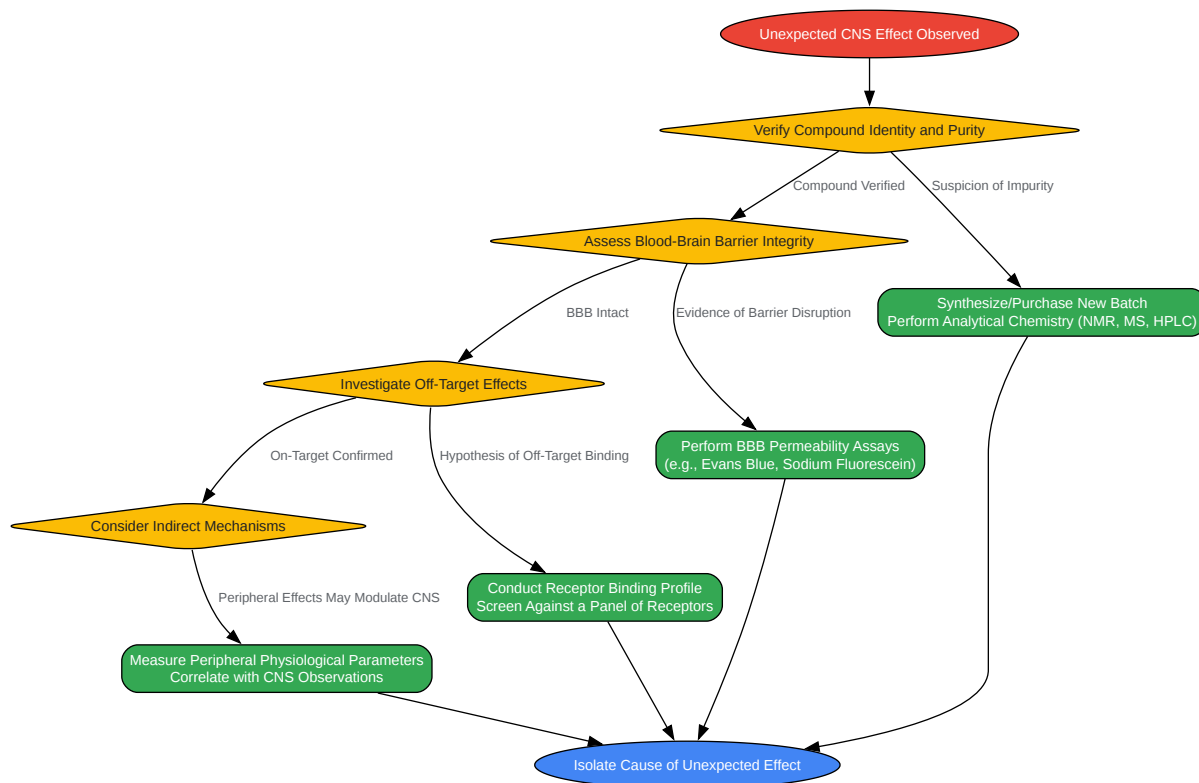 Unexpected CNS Effect Observed
Verify Compound Identity and Purity
Compound Verified
Suspicion of Impurity
Assess Blood-Brain Barrier Integrity
Synthesize/Purchase New Batch
Perform Analytical Chemistry (NMR, MS, HPLC)
BBB Intact
Evidence of Barrier Disruption
Investigate Off-Target Effects
Perform BBB Permeability Assays
(e.g., Evans Blue, Sodium Fluorescein)
On-Target Confirmed
Hypothesis of Off-Target Binding
Consider Indirect Mechanisms
Conduct Receptor Binding Profile
Screen Against a Panel of Receptors
Peripheral Effects May Modulate CNS
Measure Peripheral Physiological Parameters
Correlate with CNS Observations
Isolate Cause of Unexpected Effect